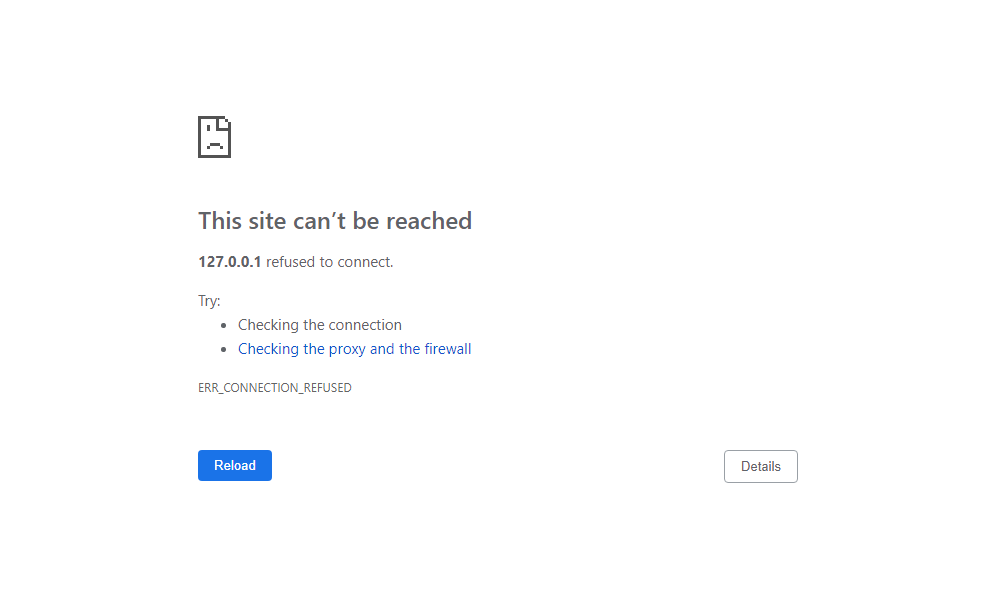 This site can’t be reached
127.0.0.1 refused to connect.
Try:
• Checking the connection
• Checking the proxy and the firewall
ERR_CONNECTION_REFUSED
Reload
Details